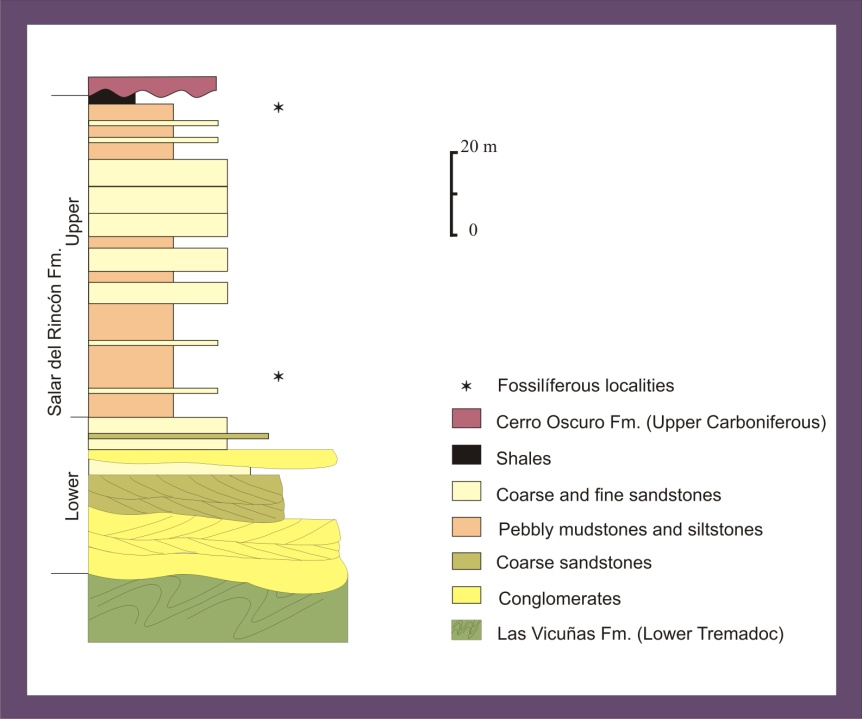 20 m
0
Salar del Rincón Fm.
Upper
Lower
Fossilíferous localities
Cerro Oscuro Fm. (Upper Carboniferous)
Shales
Coarse and fine sandstones
Pebbly mudstones and siltstones
Coarse sandstones
Conglomerates
Las Vicuñas Fm. (Lower Tremadoc)